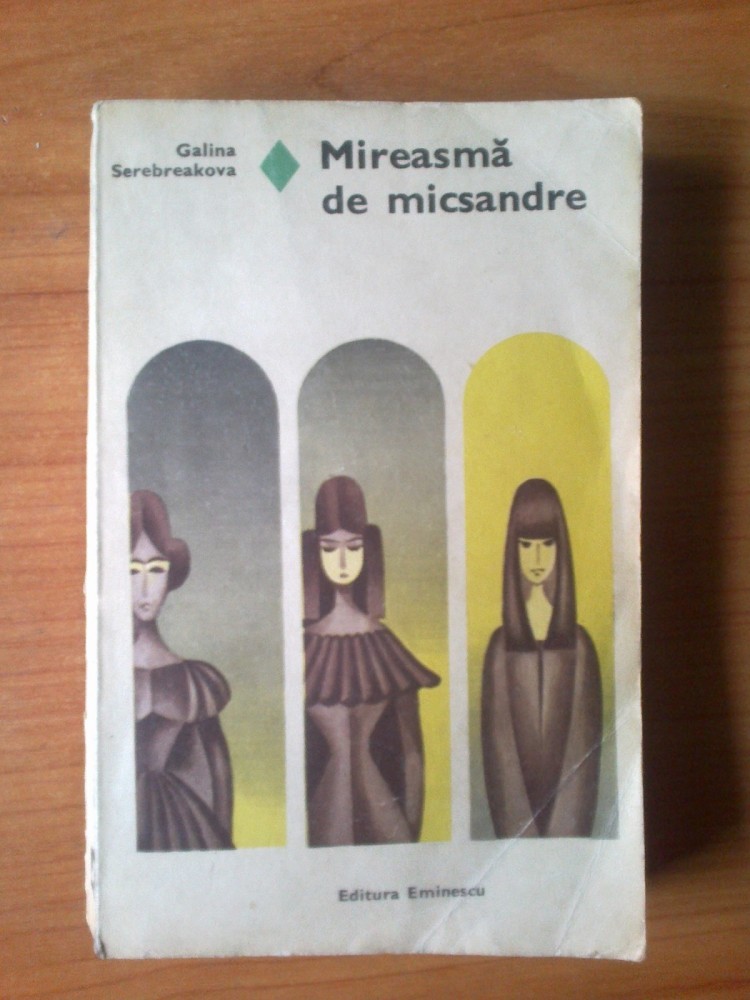 Galina
Serebreakova
Mireasmă
de micsandre
Editura Eminescu